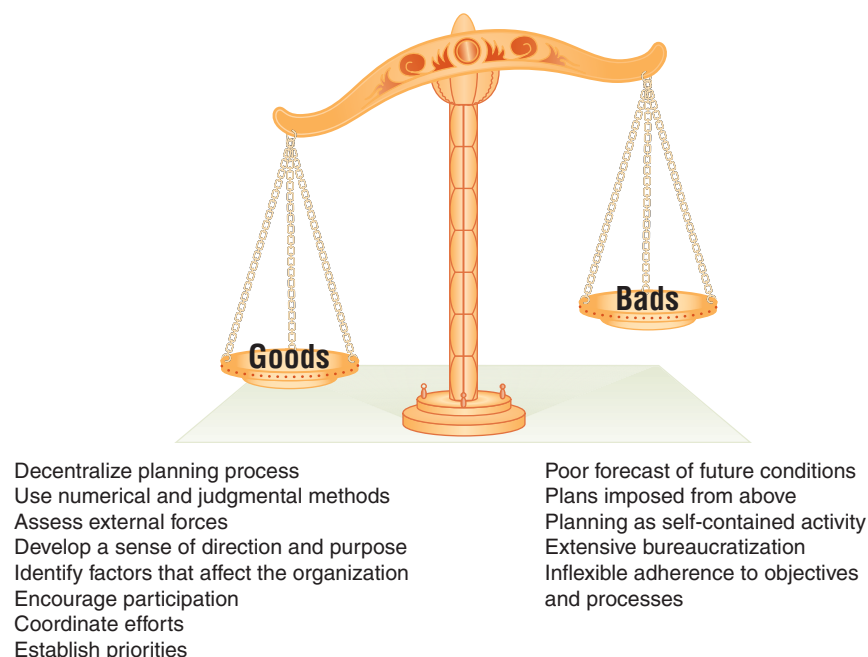 Goods
Bads
Decentralize planning process
Use numerical and judgmental methods
Assess external forces
Develop a sense of direction and purpose
Identify factors that affect the organization
Encourage participation
Coordinate efforts
Establish priorities
Poor forecast of future conditions
Plans imposed from above
Planning as self-contained activity
Extensive bureaucratization
Inflexible adherence to objectives
and processes